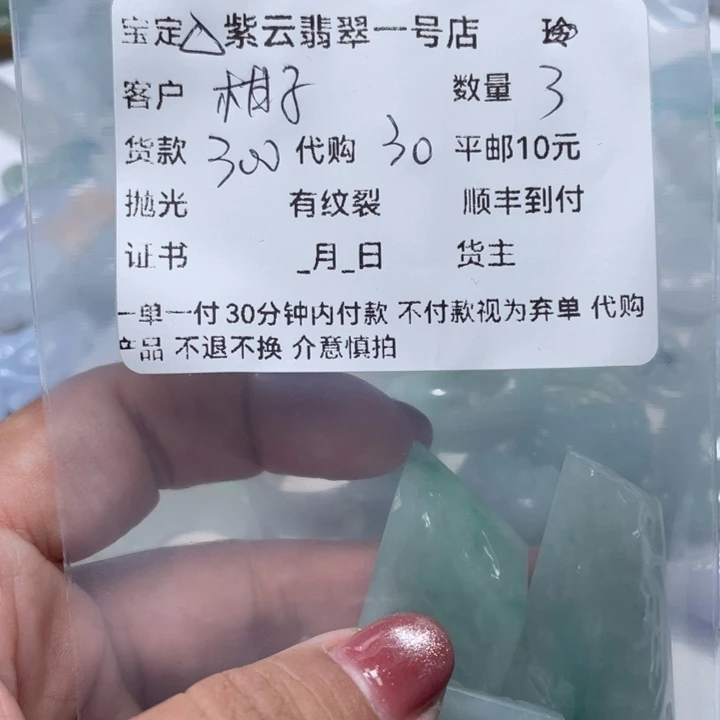 宝定△紫云翡翠一号店 玲
客户 柑子 数量 3
货款 300 代购 30 平邮10元
抛光 有纹裂 顺丰到付
证书 _月_日 货主
一单一付 30分钟内付款 不付款视为弃单 代购
产品 不退不换 介意慎拍